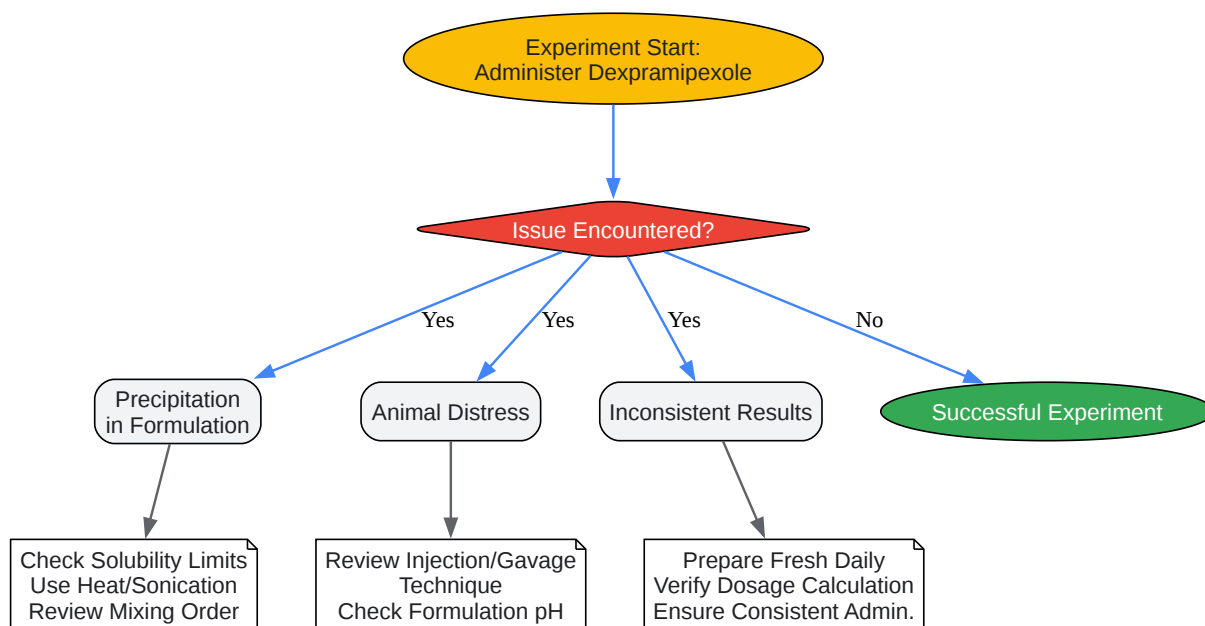 Experiment Start:
Administer Dexpramipexole
Issue Encountered?
Yes
Yes
Yes
No
Precipitation
in Formulation
Animal Distress
Inconsistent Results
Successful Experiment
Check Solubility Limits
Use Heat/Sonication
Review Mixing Order
Review Injection/Gavage
Technique
Check Formulation pH
Prepare Fresh Daily
Verify Dosage Calculation
Ensure Consistent Admin.